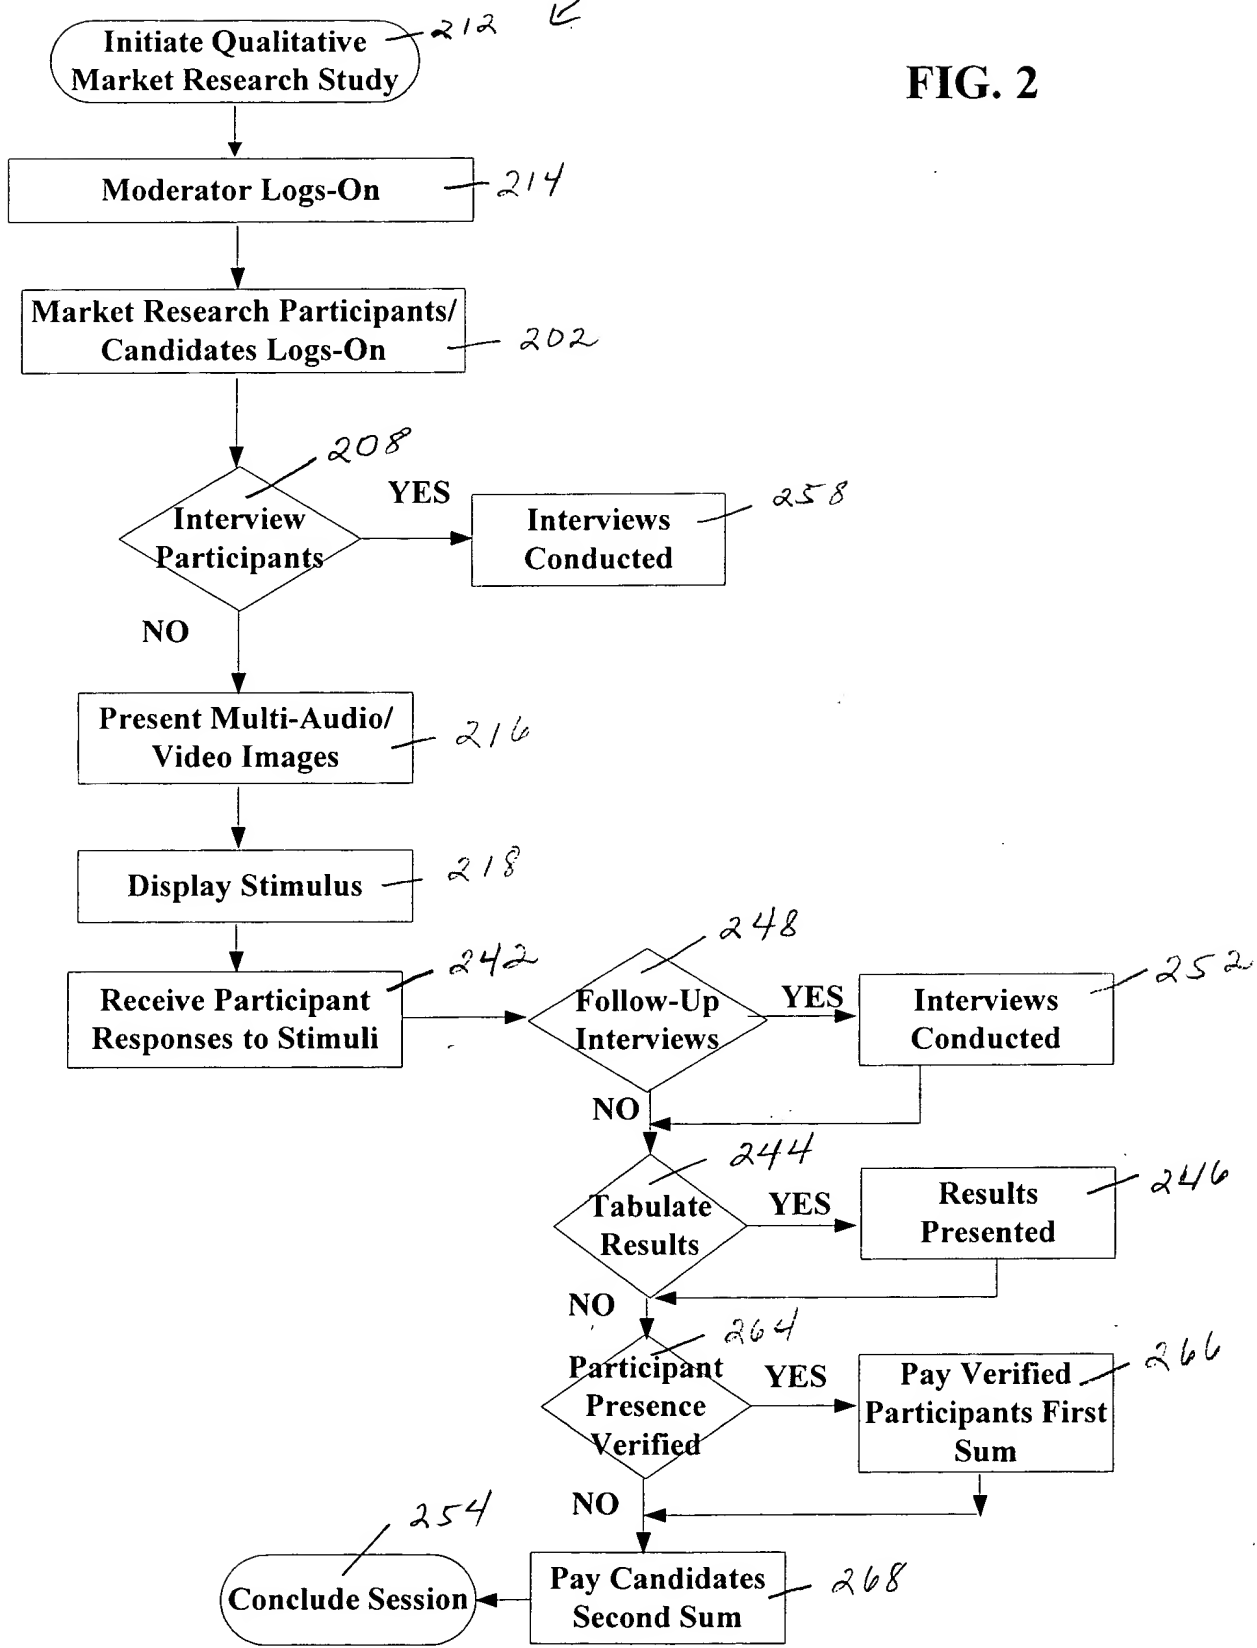 Initiate Qualitative
Market Research Study
212
FIG. 2
Moderator Logs-On
214
Market Research Participants/
Candidates Logs-On
202
208
Interview
Participants
YES
Interviews
Conducted
258
NO
Present Multi-Audio/
Video Images
216
Display Stimulus
218
Receive Participant
Responses to Stimuli
242
248
Follow-Up
Interviews
YES
Interviews
Conducted
252
NO
244
Tabulate
Results
YES
Results
Presented
246
NO
264
Participant
Presence
Verified
YES
Pay Verified
Participants First
Sum
266
NO
254
Conclude Session
Pay Candidates
Second Sum
268